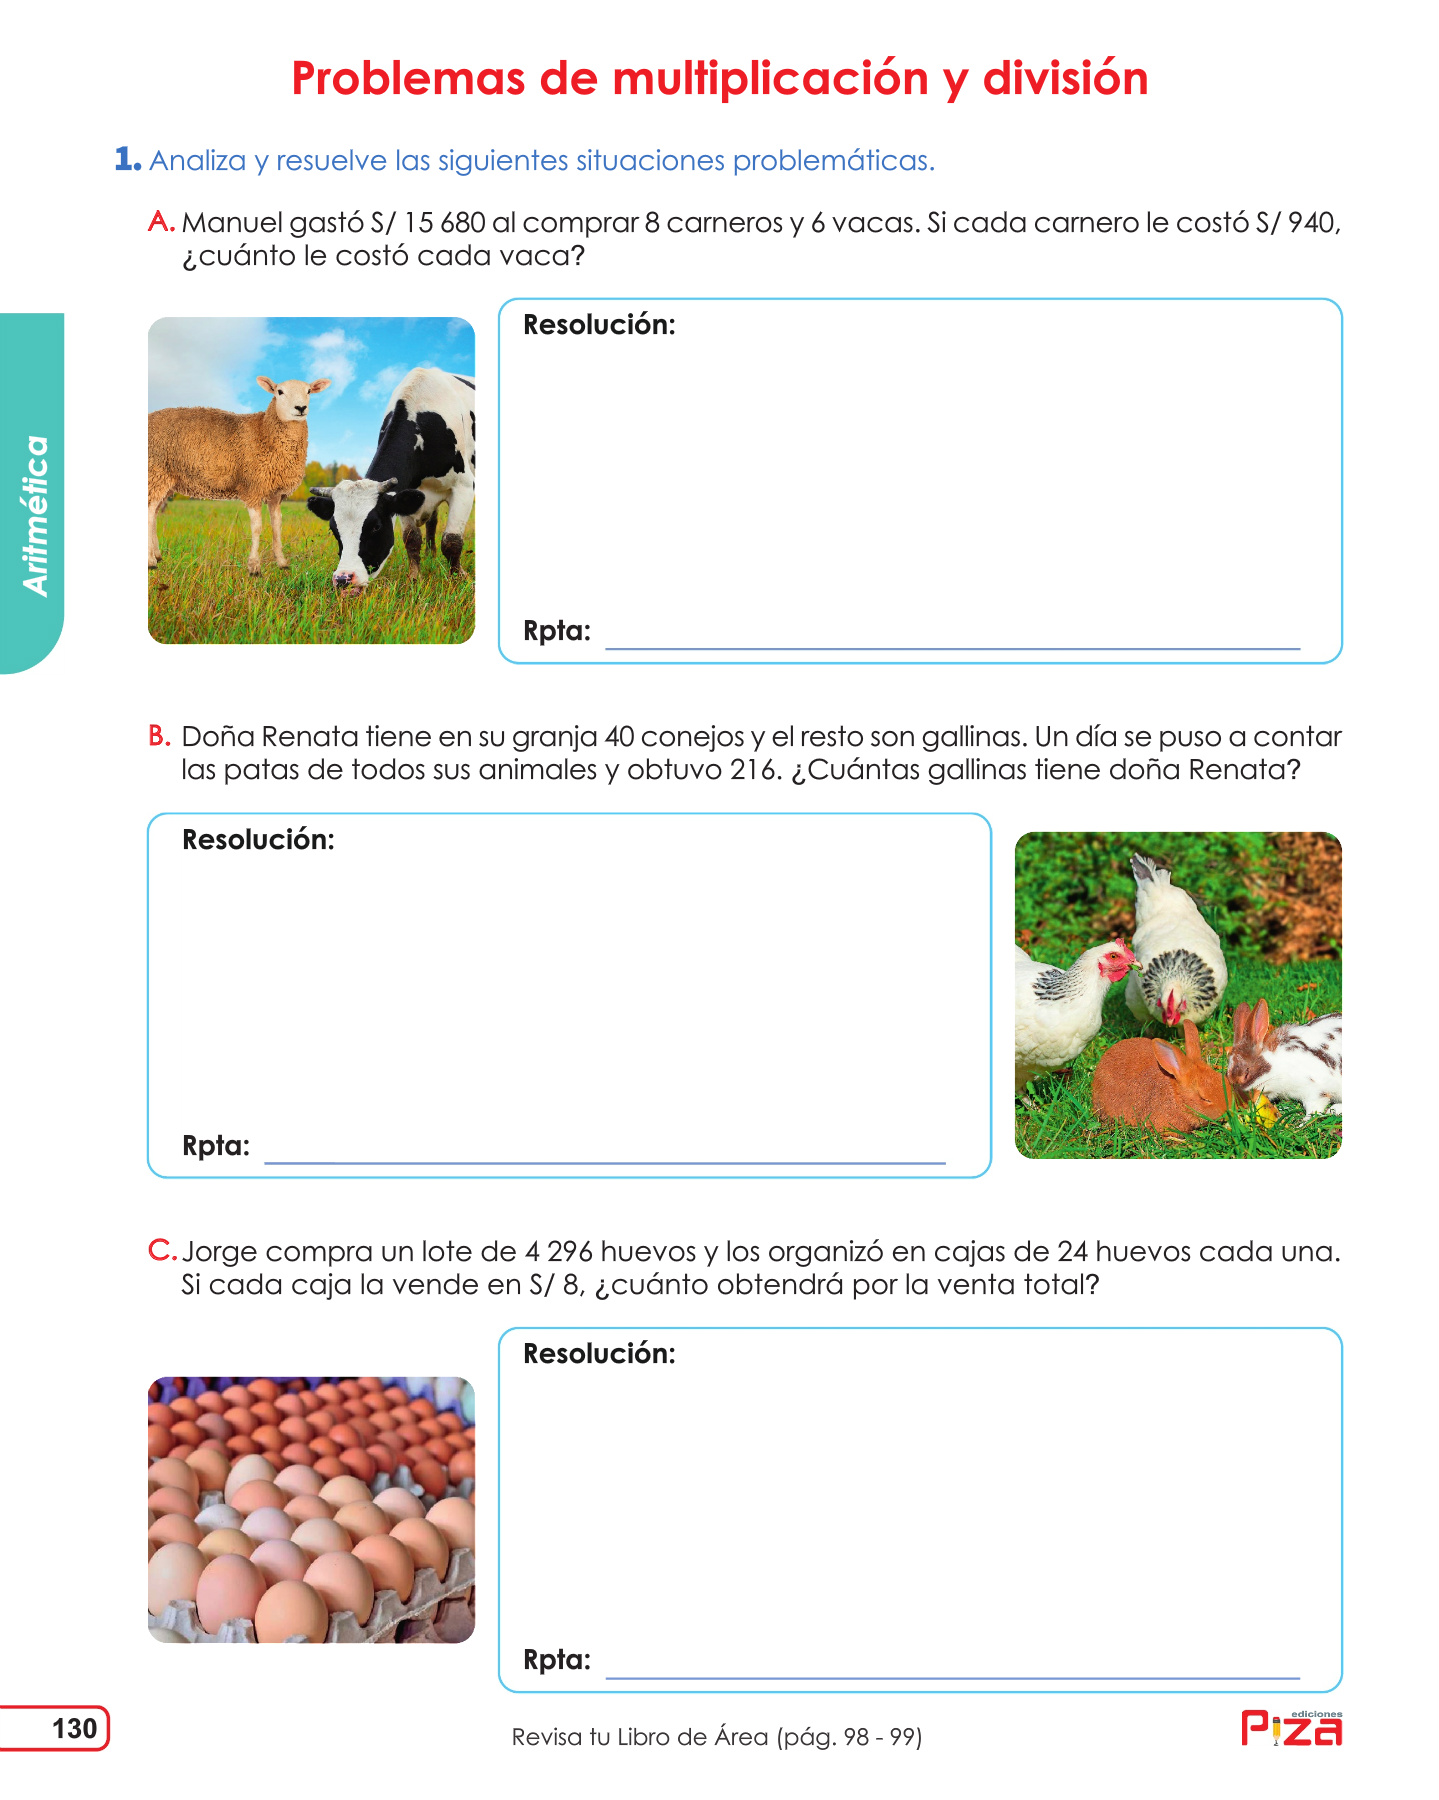 Problemas de multiplicación y división
1. Analiza y resuelve las siguientes situaciones problemáticas.
A. Manuel gastó S/ 15 680 al comprar 8 carneros y 6 vacas. Si cada carnero le costó S/ 940,
¿cuánto le costó cada vaca?
Resolución:
Rpta:
Aritmética
B. Doña Renata tiene en su granja 40 conejos y el resto son gallinas. Un día se puso a contar
las patas de todos sus animales y obtuvo 216. ¿Cuántas gallinas tiene doña Renata?
Resolución:
Rpta:
C. Jorge compra un lote de 4 296 huevos y los organizó en cajas de 24 huevos cada una.
Si cada caja la vende en S/ 8, ¿cuánto obtendrá por la venta total?
Resolución:
Rpta:
130
Revisa tu Libro de Área (pág. 98 - 99)
ediciones
Piza